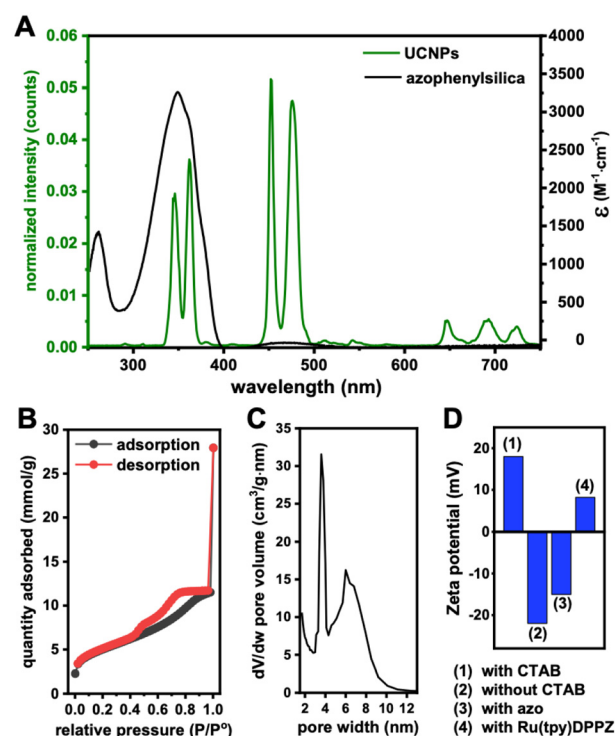 A
0.06
0.05
0.04
0.03
0.02
0.01
0.00
normalized intensity (counts)
UCNPs
azophenylsilica
4000
3500
3000
2500
2000
1500
1000
500
0
ε (M⁻¹·cm⁻¹)
300 400 500 600 700
wavelength (nm)
B
30
25
20
15
10
5
0
quantity adsorbed (mmol/g)
adsorption
desorption
0.0 0.2 0.4 0.6 0.8 1.0
relative pressure (P/Pº)
C
35
30
25
20
15
10
5
0
dV/dw pore volume (cm³/g·nm)
2 4 6 8 10 12
pore width (nm)
D
20
10
0
-10
-20
Zeta potential (mV)
(1)
(2)
(3)
(4)
(1) with CTAB
(2) without CTAB
(3) with azo
(4) with Ru(tpy)DPPZ